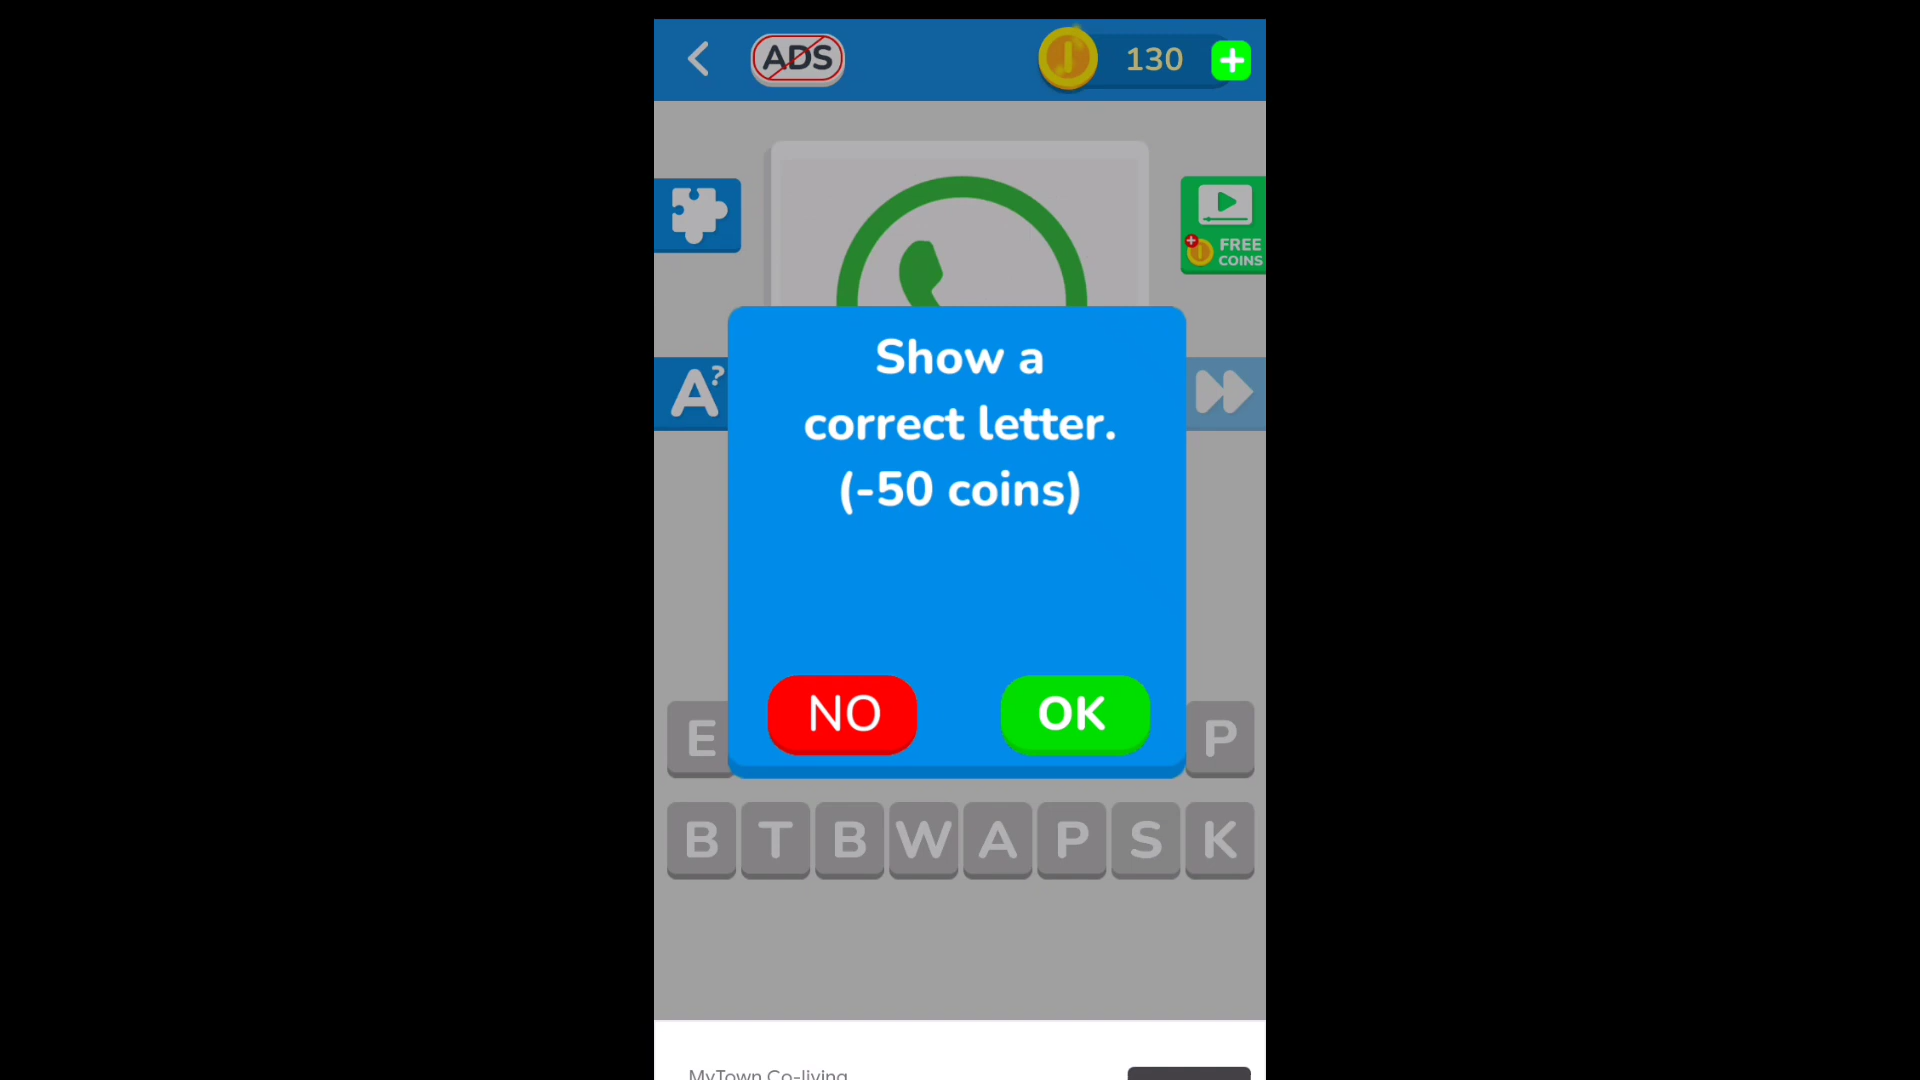 ADS
130
FREE
COINS
A?
Show a
correct letter.
(-50 coins)
NO
OK
E P
B T B W A P S K
MyTown Co-living